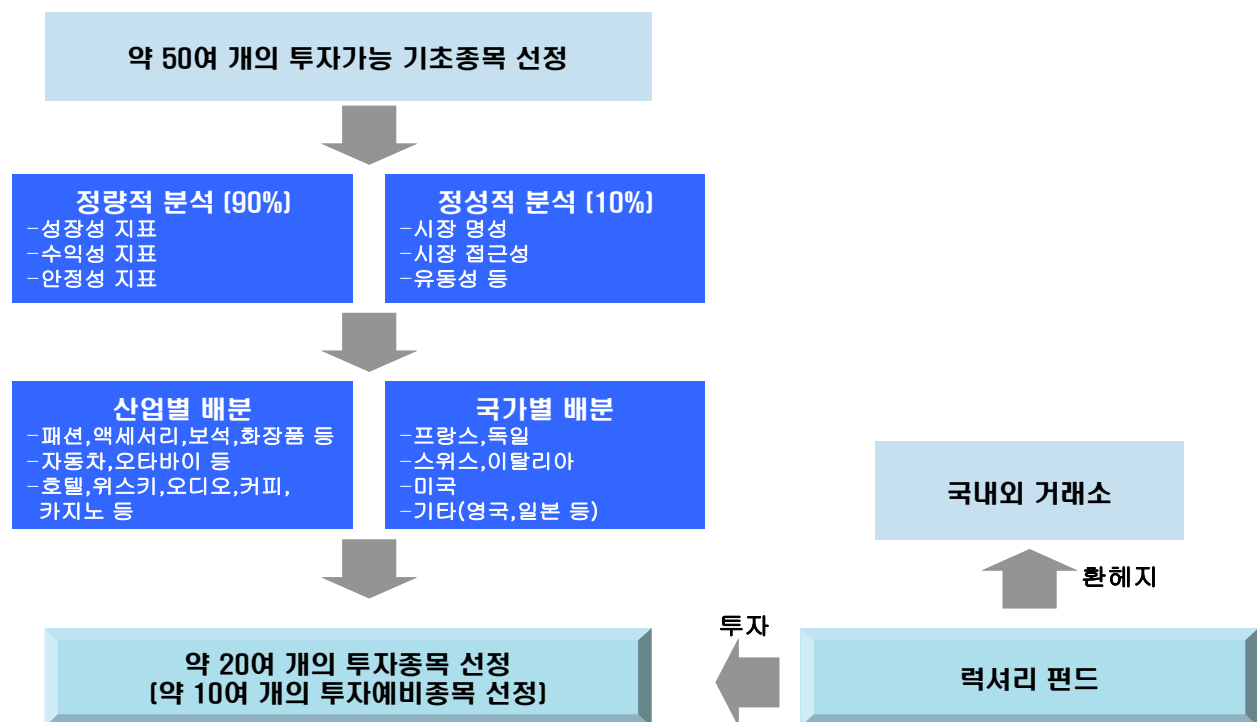 약 50여 개의 투자가능 기초종목 선정
정량적 분석 (90%)
-성장성 지표
-수익성 지표
-안정성 지표
정성적 분석 (10%)
-시장 명성
-시장 접근성
-유동성 등
산업별 배분
-패션,액세서리,보석,화장품 등
-자동차,오타바이 등
-호텔,위스키,오디오,커피,
카지노 등
국가별 배분
-프랑스,독일
-스위스,이탈리아
-미국
-기타(영국,일본 등)
국내외 거래소
환헤지
투자
약 20여 개의 투자종목 선정
(약 10여 개의 투자예비종목 선정)
럭셔리 펀드